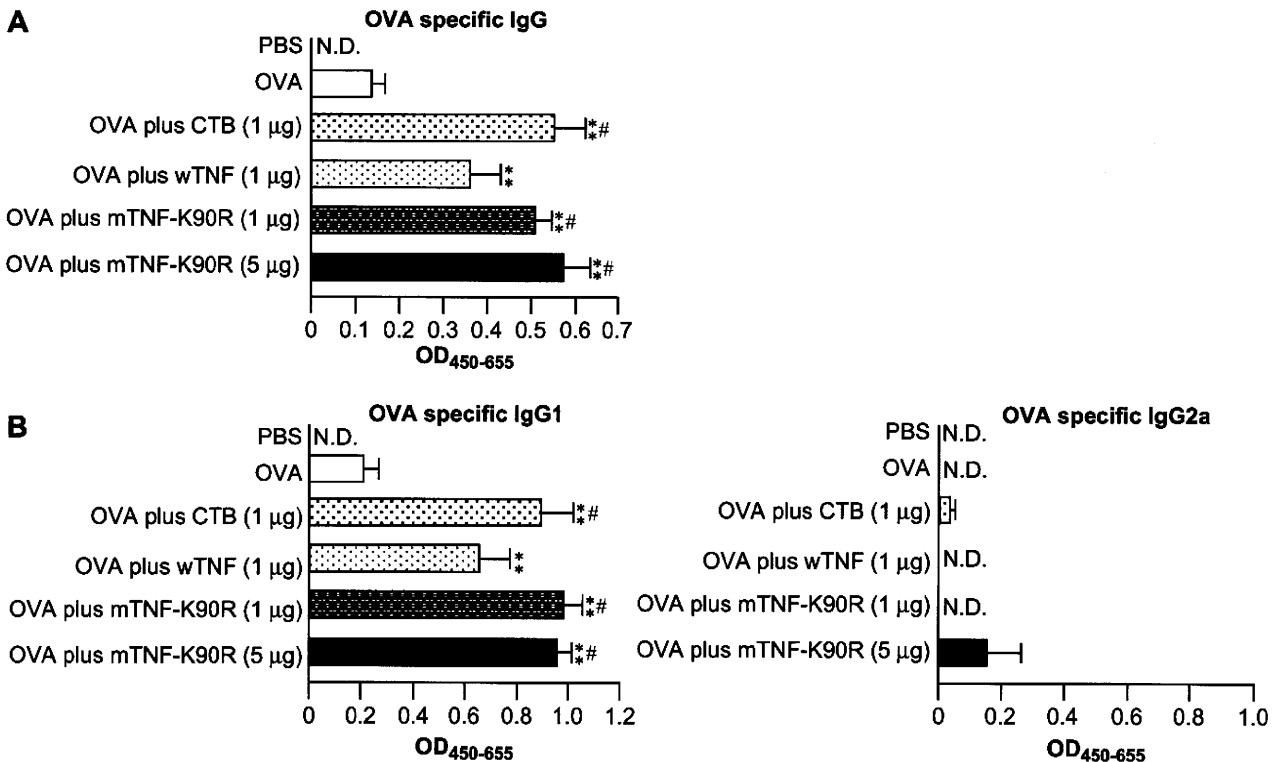 A
OVA specific IgG
PBS N.D.
OVA
OVA plus CTB (1 µg) ** #
OVA plus wTNF (1 µg) **
OVA plus mTNF-K90R (1 µg) ** #
OVA plus mTNF-K90R (5 µg) ** #
0 0.1 0.2 0.3 0.4 0.5 0.6 0.7
OD450-655
B
OVA specific IgG1
PBS N.D.
OVA
OVA plus CTB (1 µg) ** #
OVA plus wTNF (1 µg) **
OVA plus mTNF-K90R (1 µg) ** #
OVA plus mTNF-K90R (5 µg) ** #
0 0.2 0.4 0.6 0.8 1.0 1.2
OD450-655
OVA specific IgG2a
PBS N.D.
OVA N.D.
OVA plus CTB (1 µg)
OVA plus wTNF (1 µg) N.D.
OVA plus mTNF-K90R (1 µg) N.D.
OVA plus mTNF-K90R (5 µg)
0 0.2 0.4 0.6 0.8 1.0
OD450-655